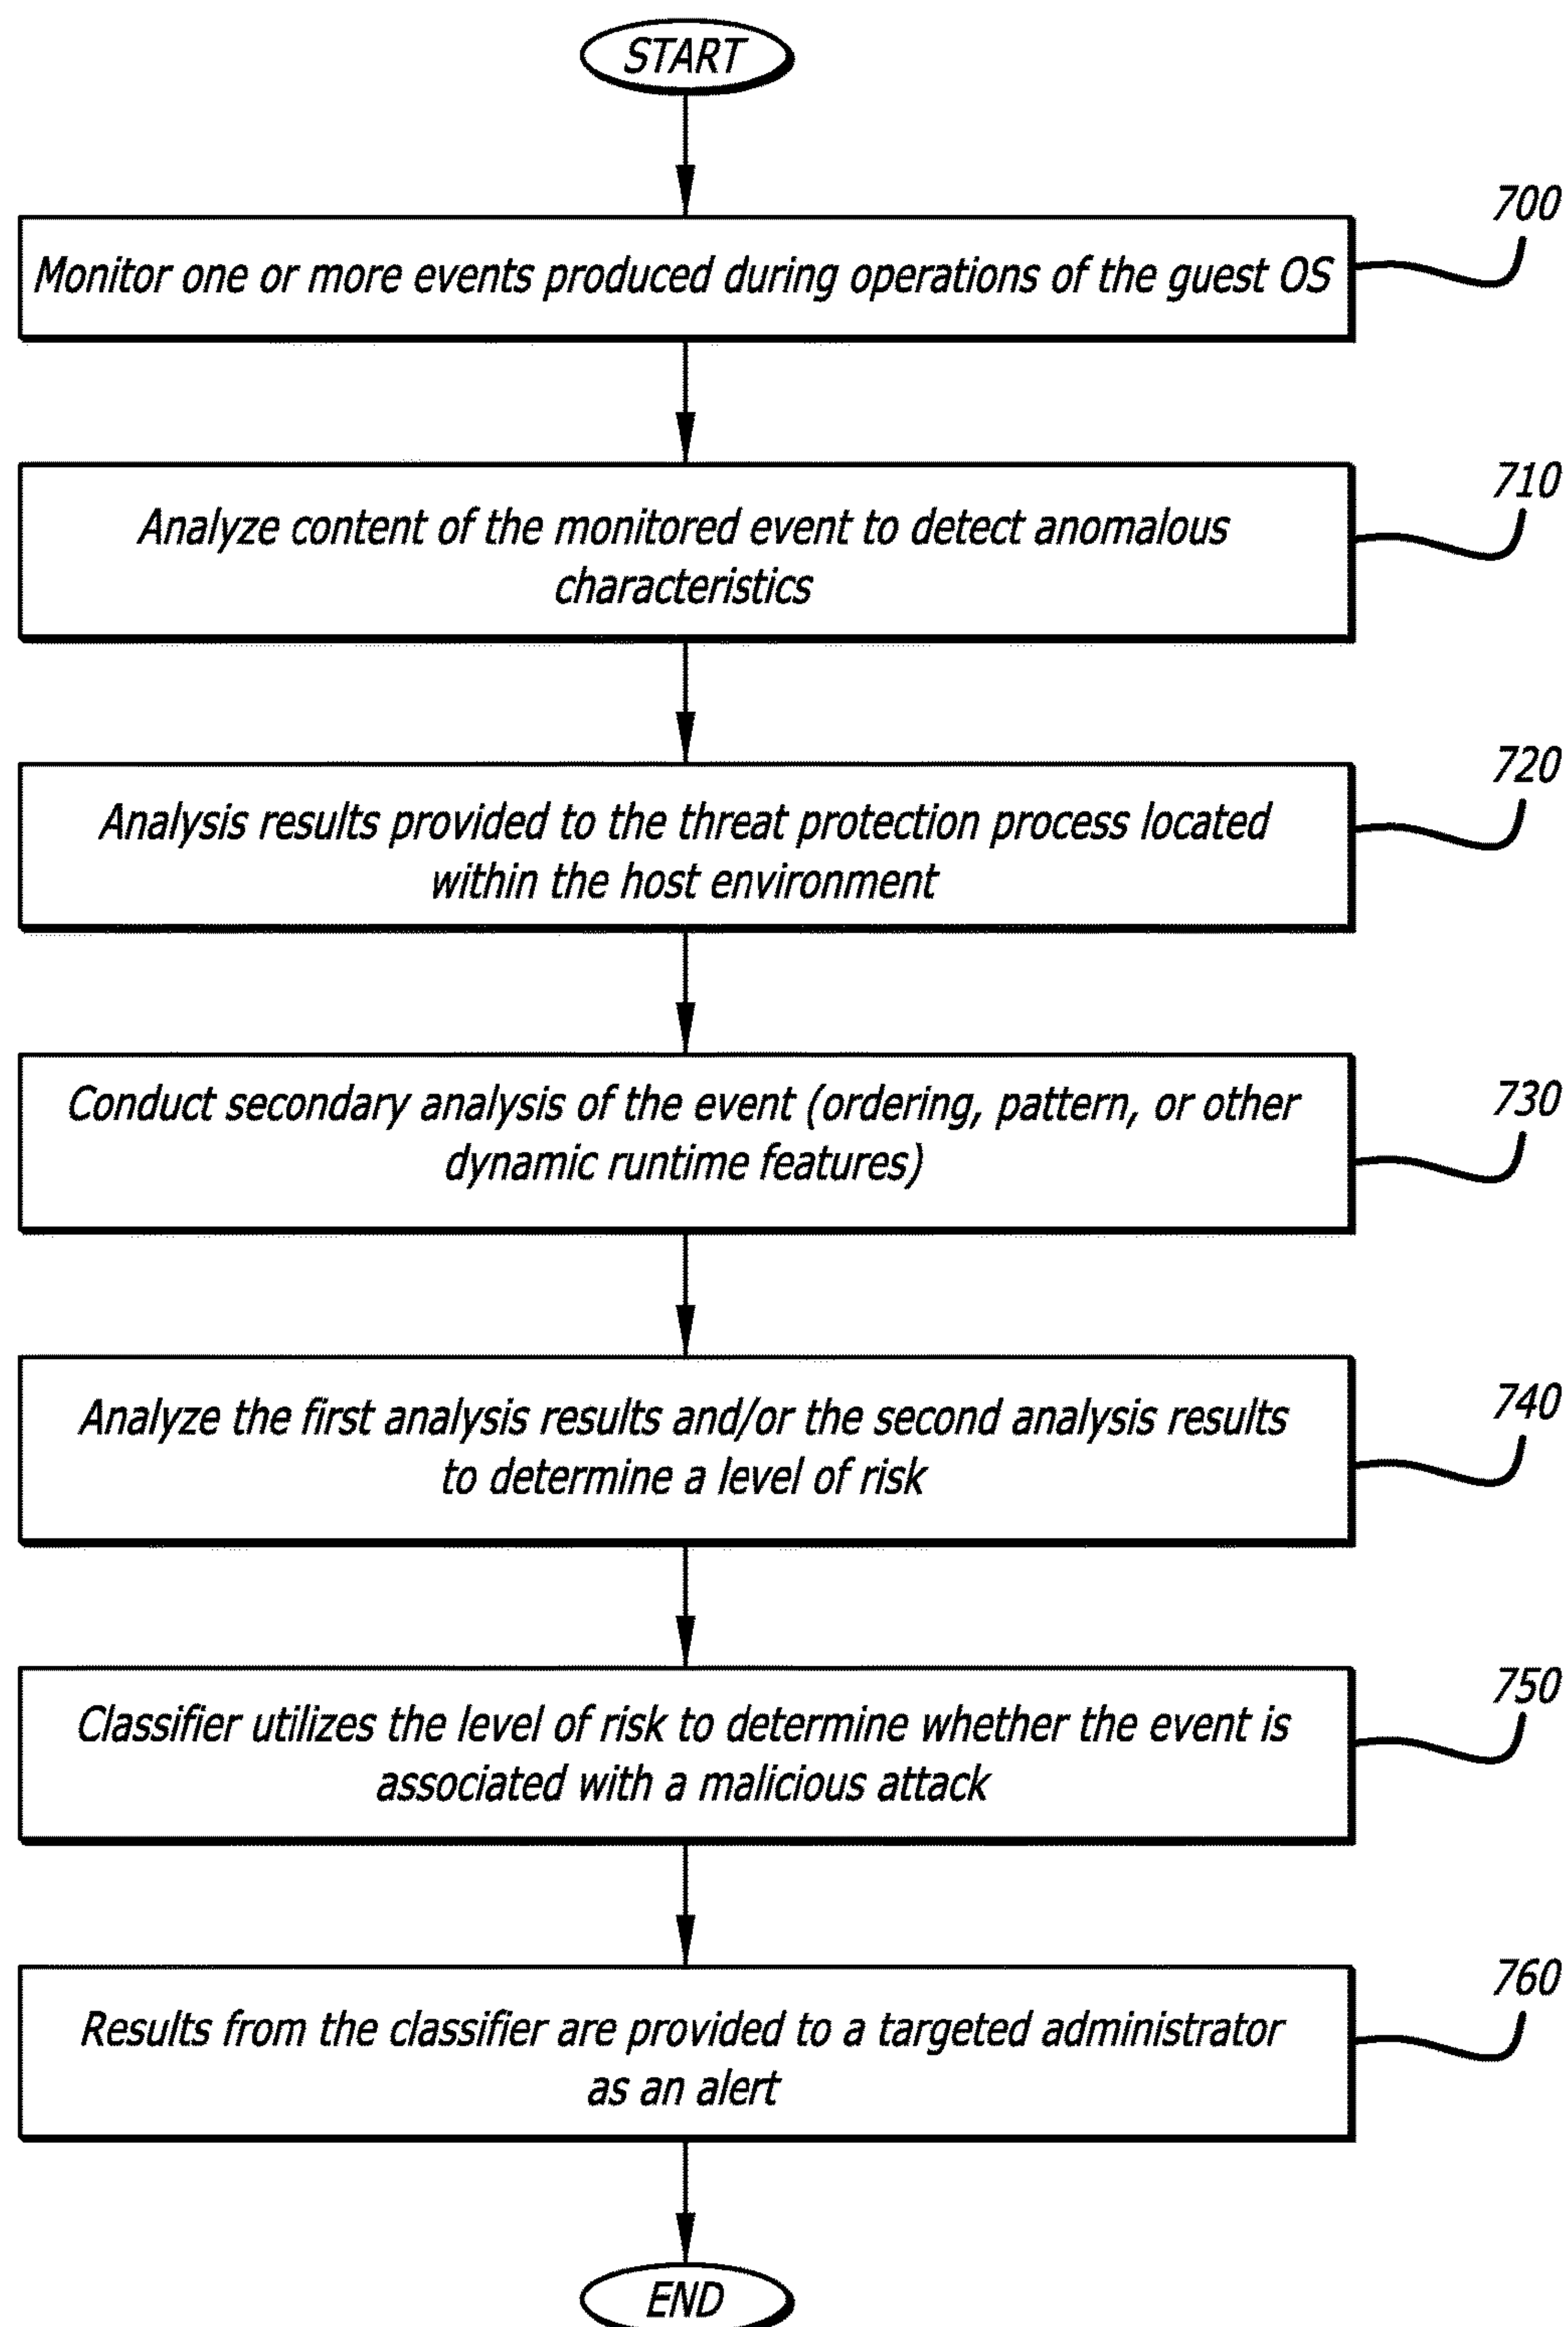 START
700
Monitor one or more events produced during operations of the guest OS
710
Analyze content of the monitored event to detect anomalous
characteristics
720
Analysis results provided to the threat protection process located
within the host environment
730
Conduct secondary analysis of the event (ordering, pattern, or other
dynamic runtime features)
740
Analyze the first analysis results and/or the second analysis results
to determine a level of risk
750
Classifier utilizes the level of risk to determine whether the event is
associated with a malicious attack
760
Results from the classifier are provided to a targeted administrator
as an alert
END